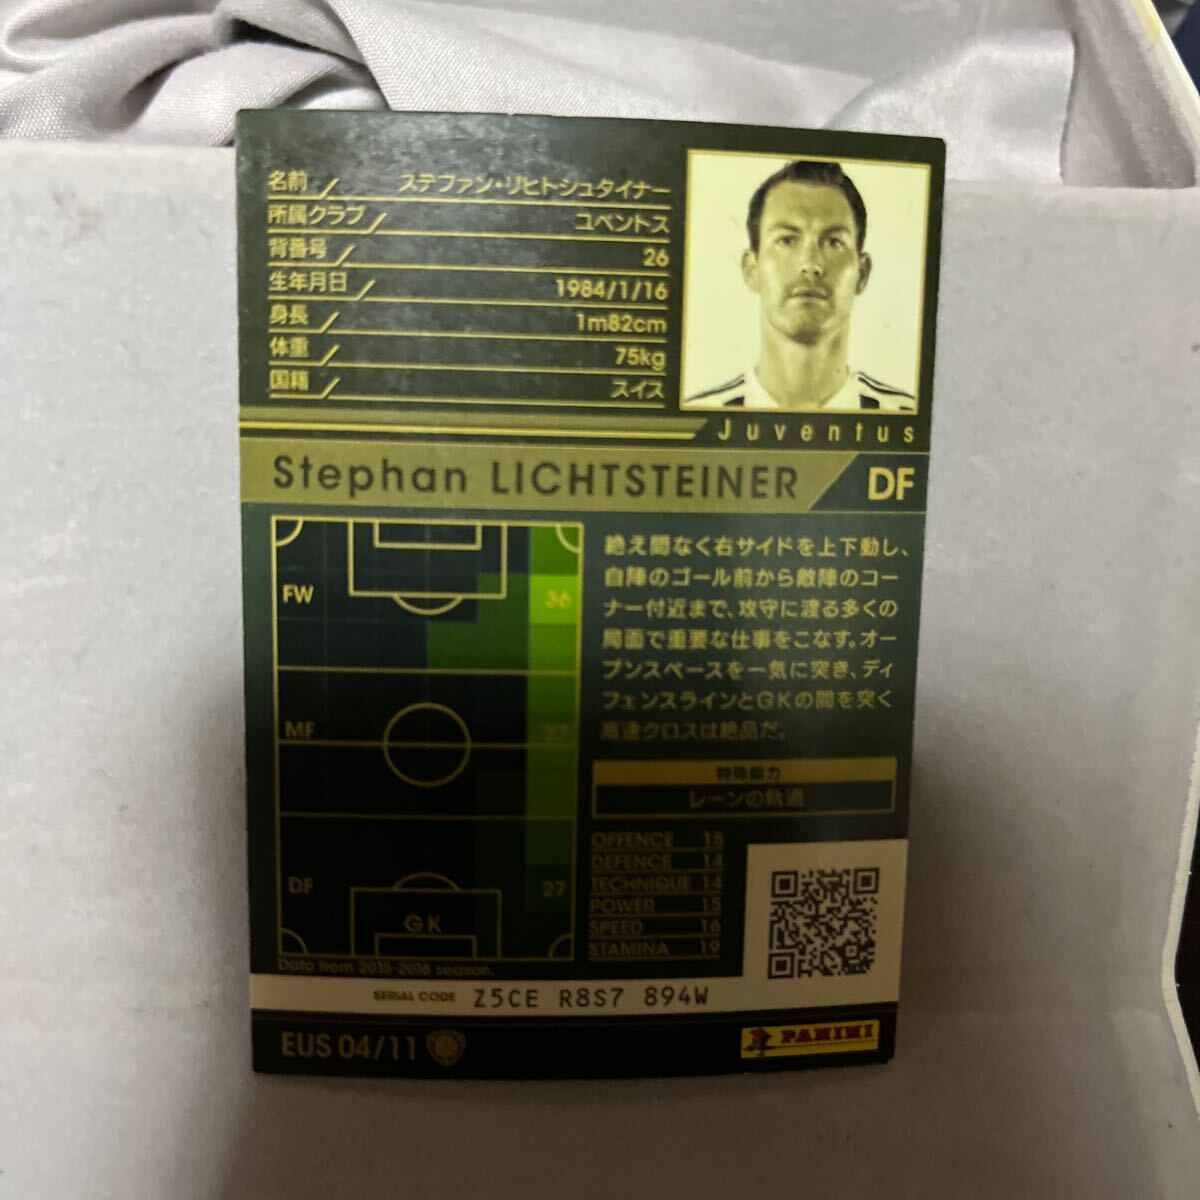 名前 ステファン・リヒトシュタイナー
所属クラブ ユベントス
背番号 26
生年月日 1984/1/16
身長 1m82cm
体重 75kg
国籍 スイス
Juventus
Stephan LICHTSTEINER DF
FW 36
MF 37
DF 27
GK
Data from 2015-2016 season.
絶え間なく右サイドを上下動し、
自陣のゴール前から敵陣のコー
ナー付近まで、攻守に渡る多くの
局面で重要な仕事をこなす。オー
プンスペースを一気に突き、ディ
フェンスラインとGKの間を突く
高速クロスは絶品だ。
特殊能力
レーンの軌道
OFFENCE 15
DEFENCE 14
TECHNIQUE 14
POWER 15
SPEED 16
STAMINA 19
SERIAL CODE Z5CE R8S7 894W
EUS 04/11
PANINI